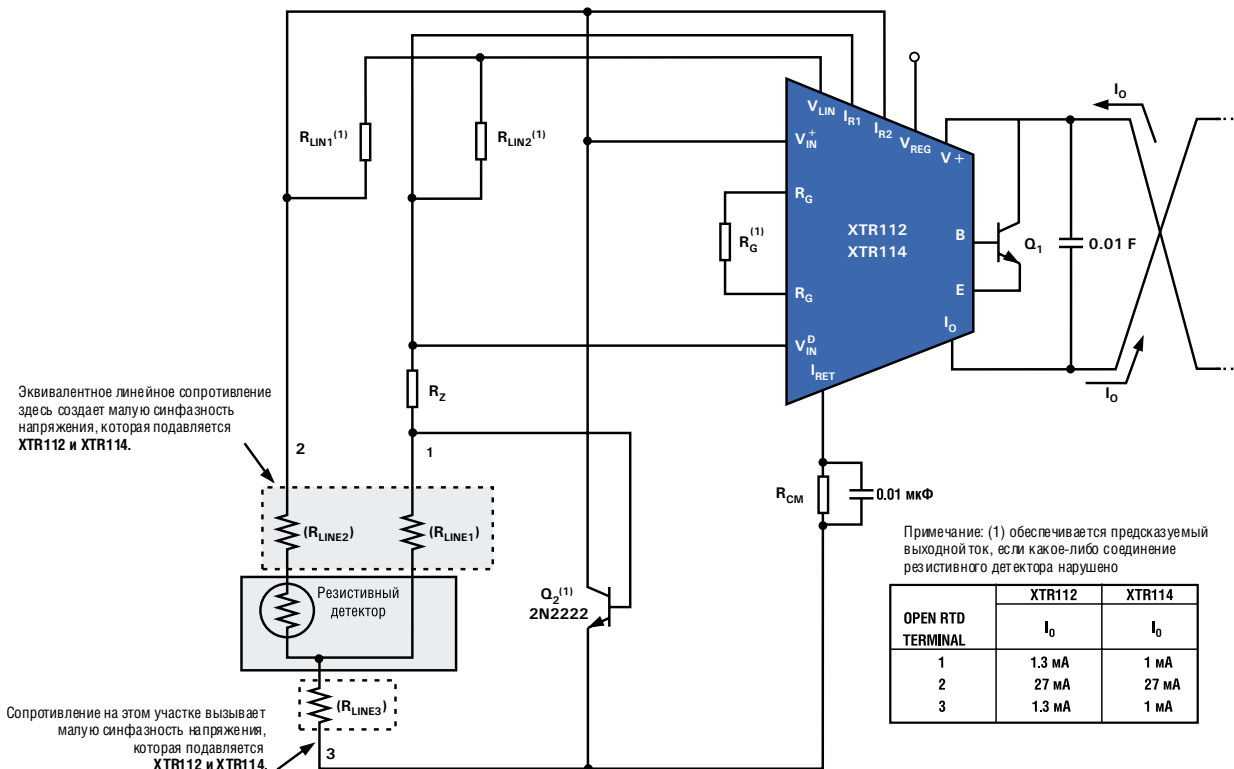 I_O
V_LIN
I_R1
I_R2
V_REG
V +
R_LIN1^(1)
R_LIN2^(1)
V_IN^+
R_G
R_G^(1)
XTR112
XTR114
B
Q_1
0.01 F
E
R_G
I_O
V_IN^Đ
I_RET
I_O
Эквивалентное линейное сопротивление
здесь создает малую синфазность
напряжения, которая подавляется
XTR112 и XTR114.
R_Z
2
1
R_CM
0.01 мкФ
(R_LINE2)
(R_LINE1)
Резистивный
детектор
Q_2^(1)
2N2222
(R_LINE3)
Сопротивление на этом участке вызывает
малую синфазность напряжения,
которая подавляется
XTR112 и XTR114.
3
Примечание: (1) обеспечивается предсказуемый
выходной ток, если какое-либо соединение
резистивного детектора нарушено
XTR112 XTR114
OPEN RTD
TERMINAL
I_0 I_0
1 1.3 мА 1 мА
2 27 мА 27 мА
3 1.3 мА 1 мА